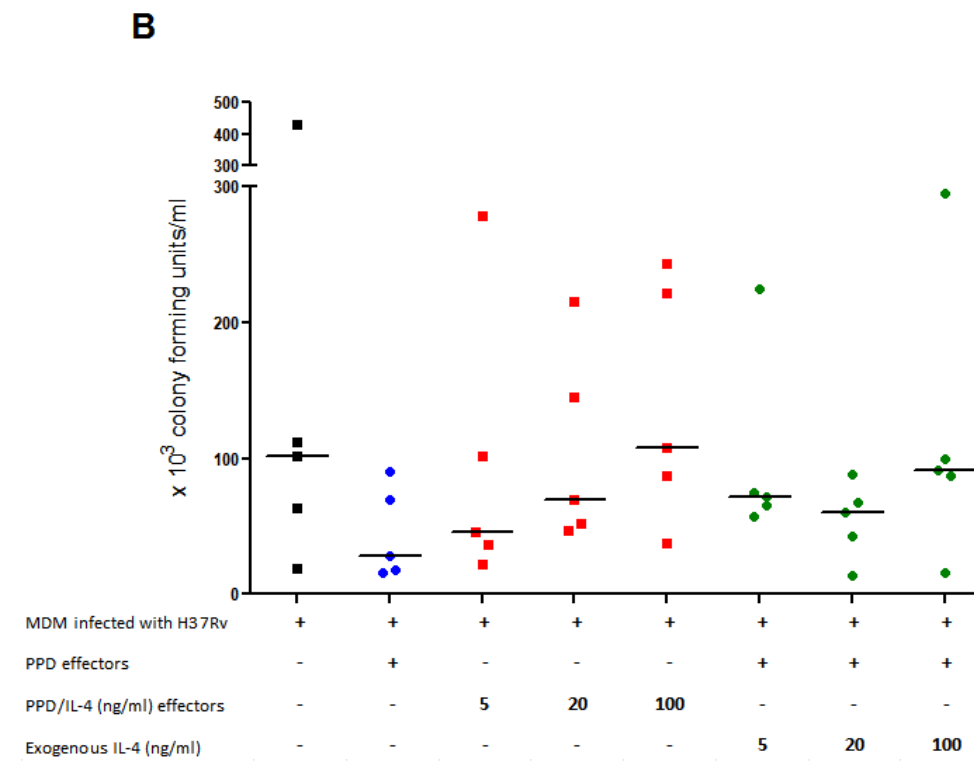 B
500
400
300
300
200
100
0
x 10³ colony forming units/ml
MDM infected with H37Rv + + + + + + + +
PPD effectors - + - - - + + +
PPD/IL-4 (ng/ml) effectors - - 5 20 100 - - -
Exogenous IL-4 (ng/ml) - - - - - 5 20 100